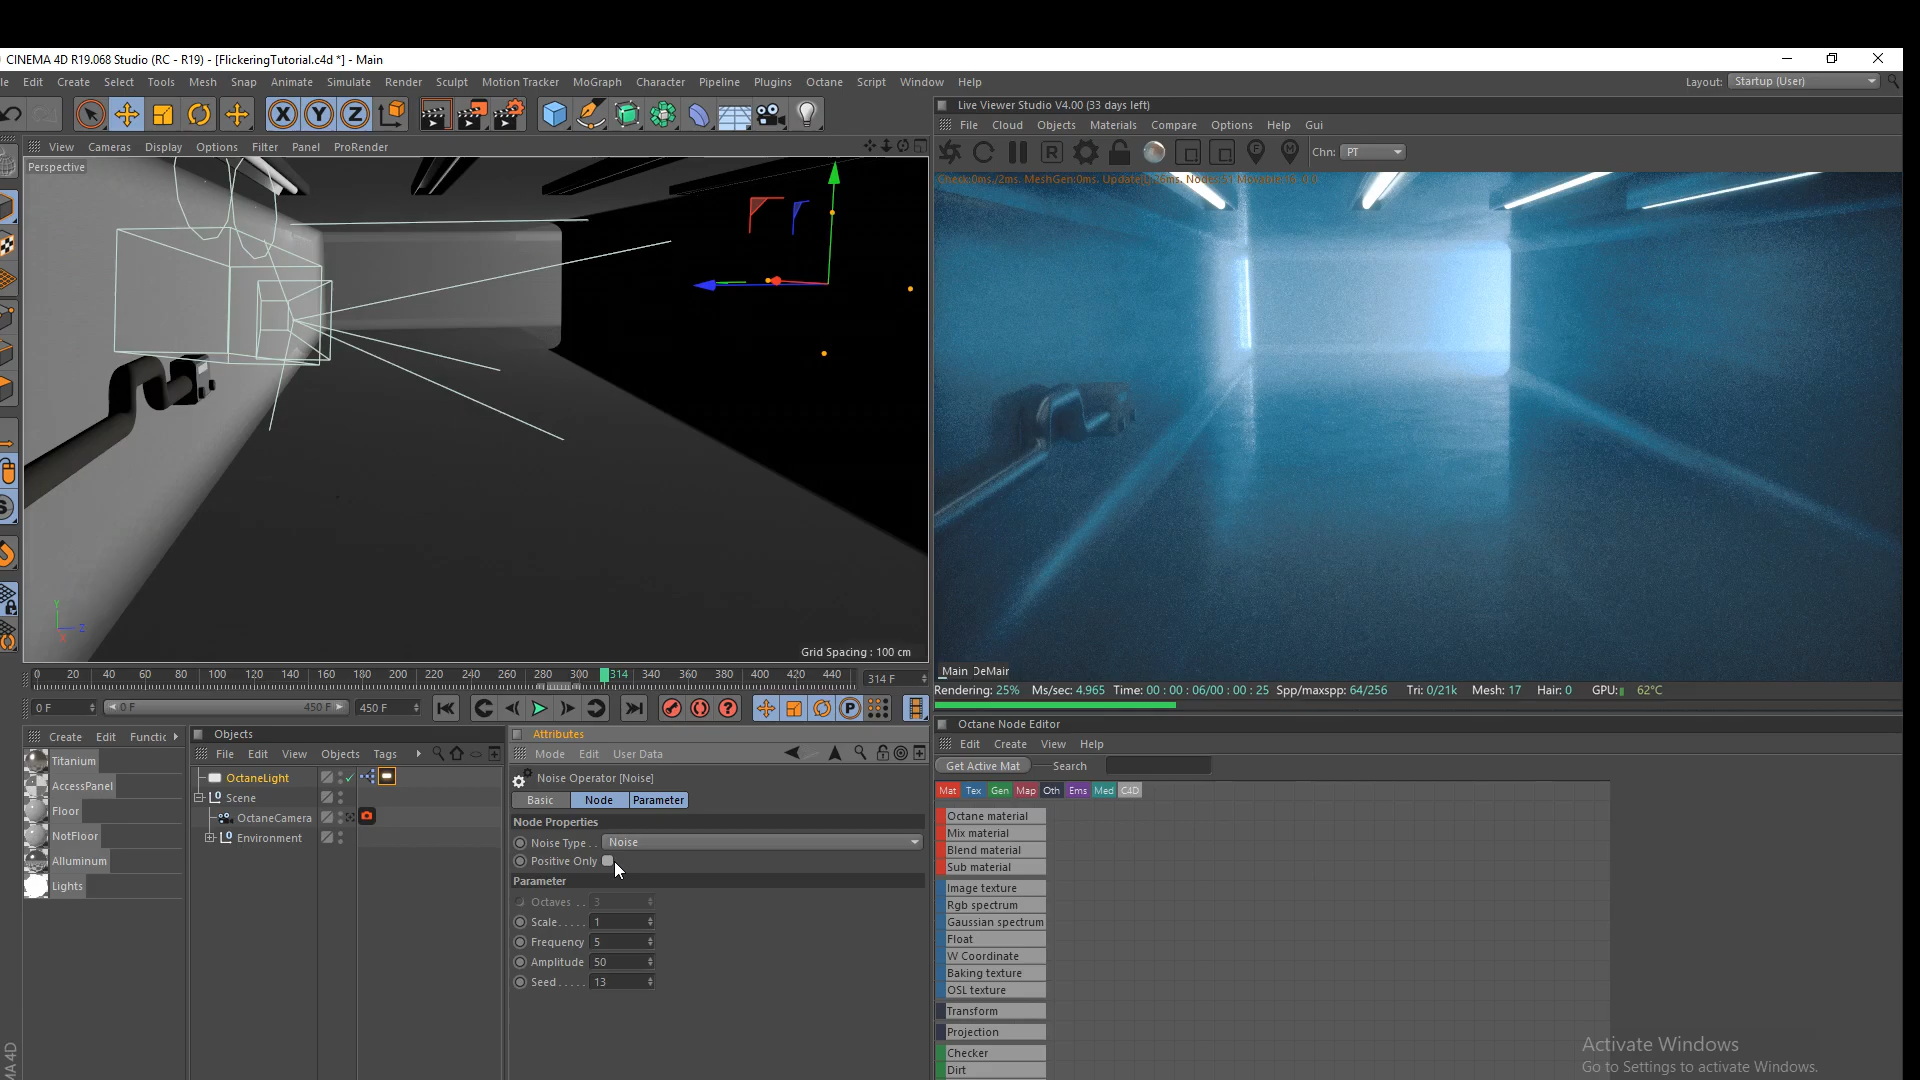 CINEMA 4D R19.068 Studio (RC - R19) - [FlickeringTutorial.c4d *] - Main
le Edit Create Select Tools Mesh Snap Animate Simulate Render Sculpt Motion Tracker MoGraph Character Pipeline Plugins Octane Script Window Help
Layout: Startup (User)
Live Viewer Studio V4.00 (33 days left)
File Cloud Objects Materials Compare Options Help Gui
View Cameras Display Options Filter Panel ProRender
Chn: PT
Perspective
Check:0ms./2ms. MeshGen:0ms.
Grid Spacing : 100 cm
Main DeMair
0 20 40 60 80 100 120 140 160 180 200 220 240 260 280 300 314 340 360 380 400 420 440 314 F
Rendering: 25% Ms/sec: 4.965 Time: 00 : 00 : 06/00 : 00 : 25 Spp/maxspp: 64/256 Tri: 0/21k Mesh: 17 Hair: 0 GPU: 62°C
0 F 0 F 450 F 450 F
Create Edit Functic
Titanium
AccessPanel
Floor
NotFloor
Alluminum
Lights
Objects
File Edit View Objects Tags
OctaneLight
Scene
OctaneCamera
Environment
Attributes
Mode Edit User Data
Noise Operator [Noise]
Basic Node Parameter
Node Properties
Noise Type . . Noise
Positive Only
Parameter
Octaves . . 3
Scale. . . . . 1
Frequency 5
Amplitude 50
Seed . . . . . 13
Octane Node Editor
Edit Create View Help
Get Active Mat Search
Mat Tex Gen Map Oth Ems Med C4D
Octane material
Mix material
Blend material
Sub material
Image texture
Rgb spectrum
Gaussian spectrum
Float
W Coordinate
Baking texture
OSL texture
Transform
Projection
Checker
Dirt
Activate Windows
Go to Settings to activate Windows.